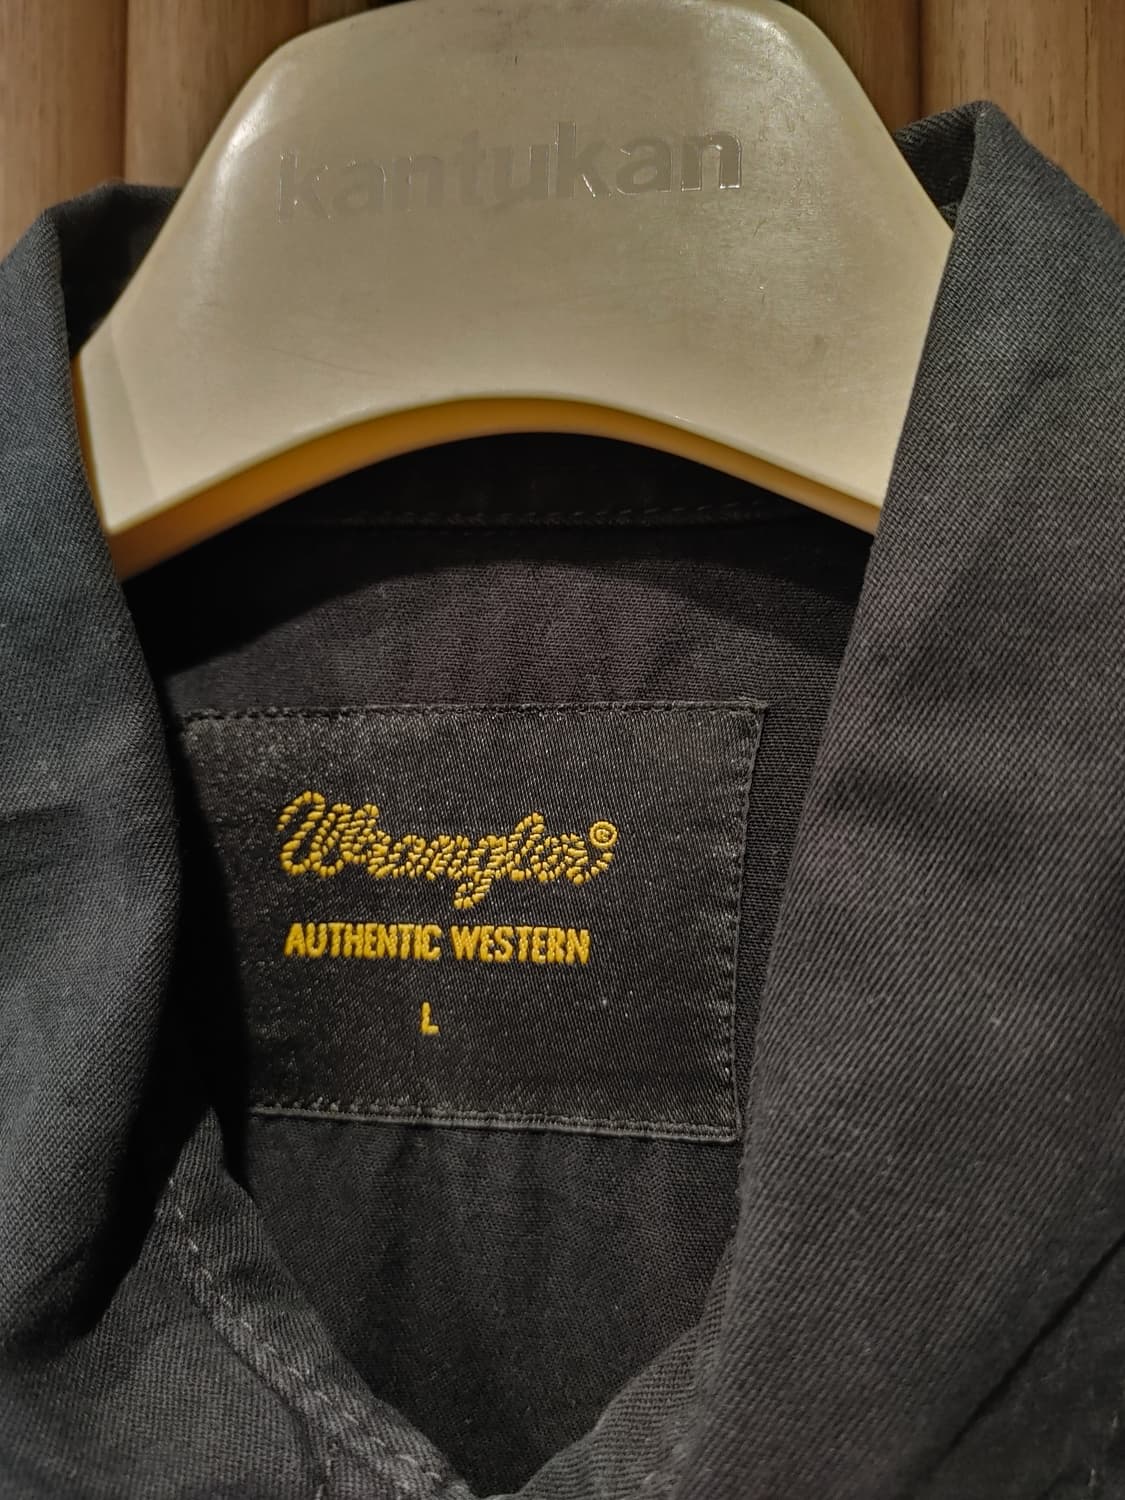 kantukan
Wrangler®
AUTHENTIC WESTERN
L